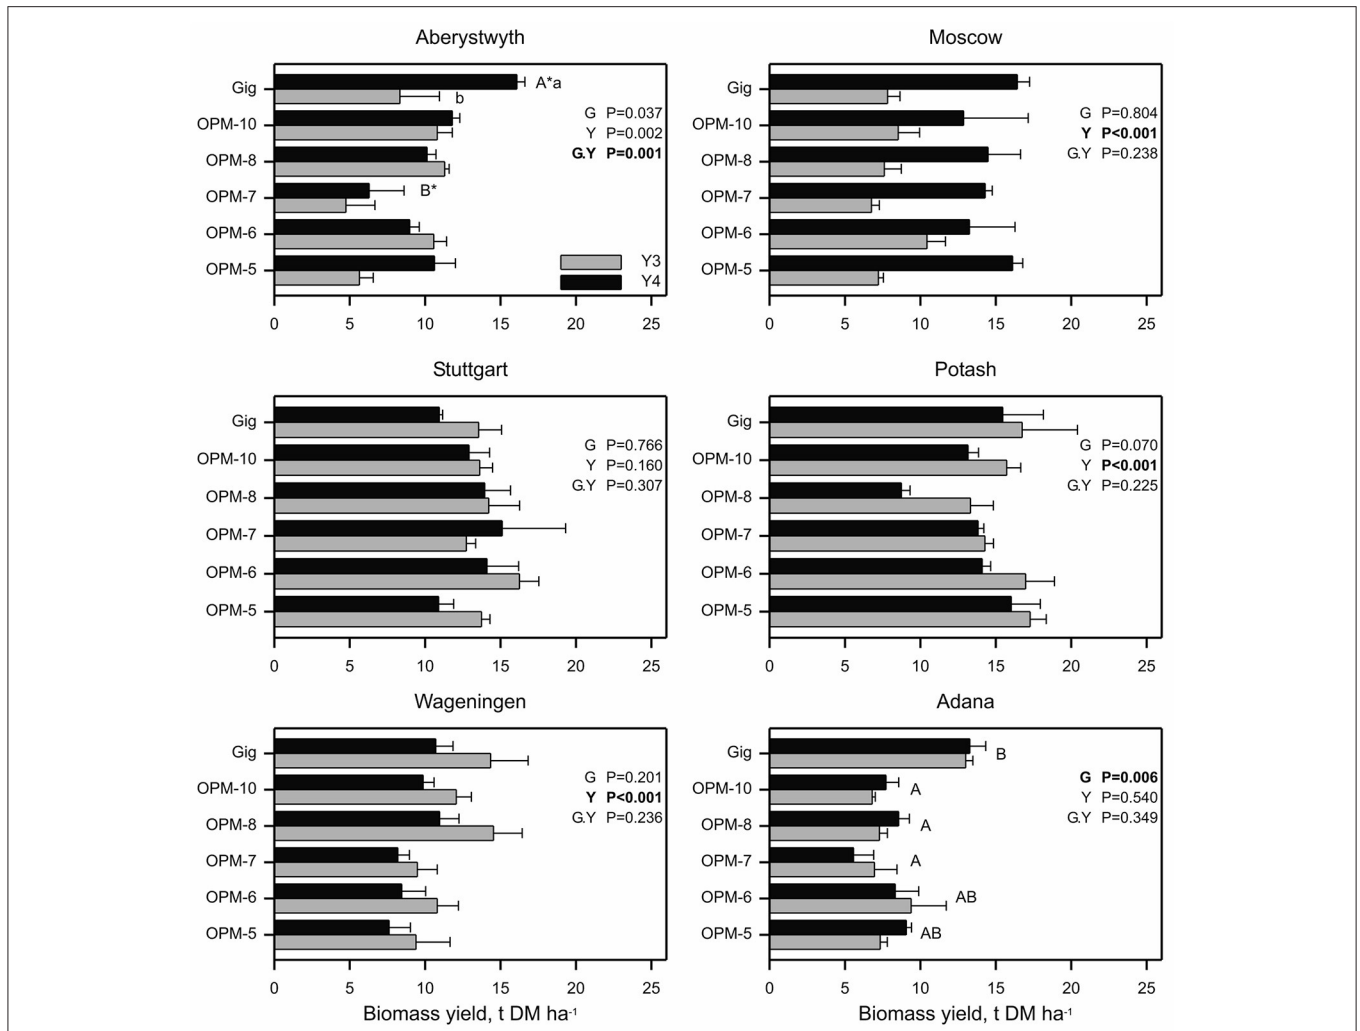 Aberystwyth
Gig
A*a
b
OPM-10
OPM-8
OPM-7
B*
OPM-6
OPM-5
G P=0.037
Y P=0.002
G.Y P=0.001
Y3
Y4
0 5 10 15 20 25
Moscow
Gig
OPM-10
OPM-8
OPM-7
OPM-6
OPM-5
G P=0.804
Y P<0.001
G.Y P=0.238
0 5 10 15 20 25
Stuttgart
Gig
OPM-10
OPM-8
OPM-7
OPM-6
OPM-5
G P=0.766
Y P=0.160
G.Y P=0.307
0 5 10 15 20 25
Potash
Gig
OPM-10
OPM-8
OPM-7
OPM-6
OPM-5
G P=0.070
Y P<0.001
G.Y P=0.225
0 5 10 15 20 25
Wageningen
Gig
OPM-10
OPM-8
OPM-7
OPM-6
OPM-5
G P=0.201
Y P<0.001
G.Y P=0.236
0 5 10 15 20 25
Biomass yield, t DM ha⁻¹
Adana
Gig B
OPM-10 A
OPM-8 A
OPM-7 A
OPM-6 AB
OPM-5 AB
G P=0.006
Y P=0.540
G.Y P=0.349
0 5 10 15 20 25
Biomass yield, t DM ha⁻¹